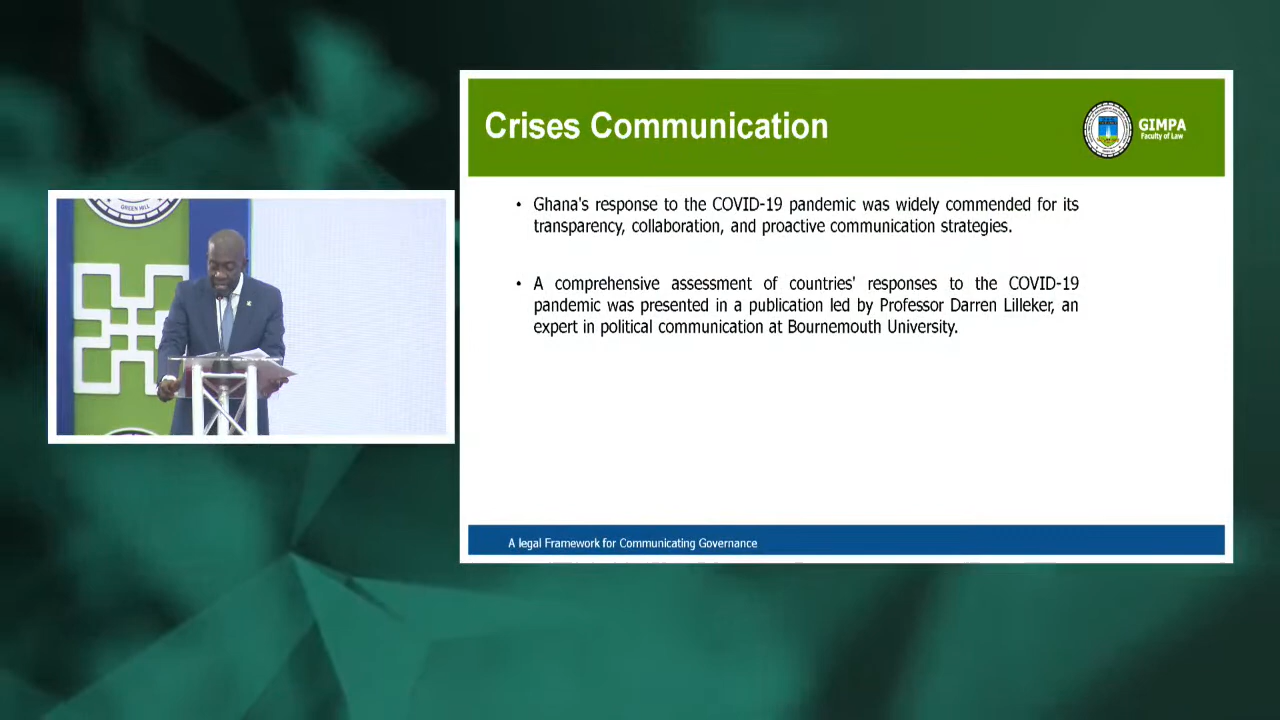 Crises Communication
GIMPA
Faculty of Law
GREEN HILL
• Ghana's response to the COVID-19 pandemic was widely commended for its
transparency, collaboration, and proactive communication strategies.
• A comprehensive assessment of countries' responses to the COVID-19
pandemic was presented in a publication led by Professor Darren Lilleker, an
expert in political communication at Bournemouth University.
A legal Framework for Communicating Governance